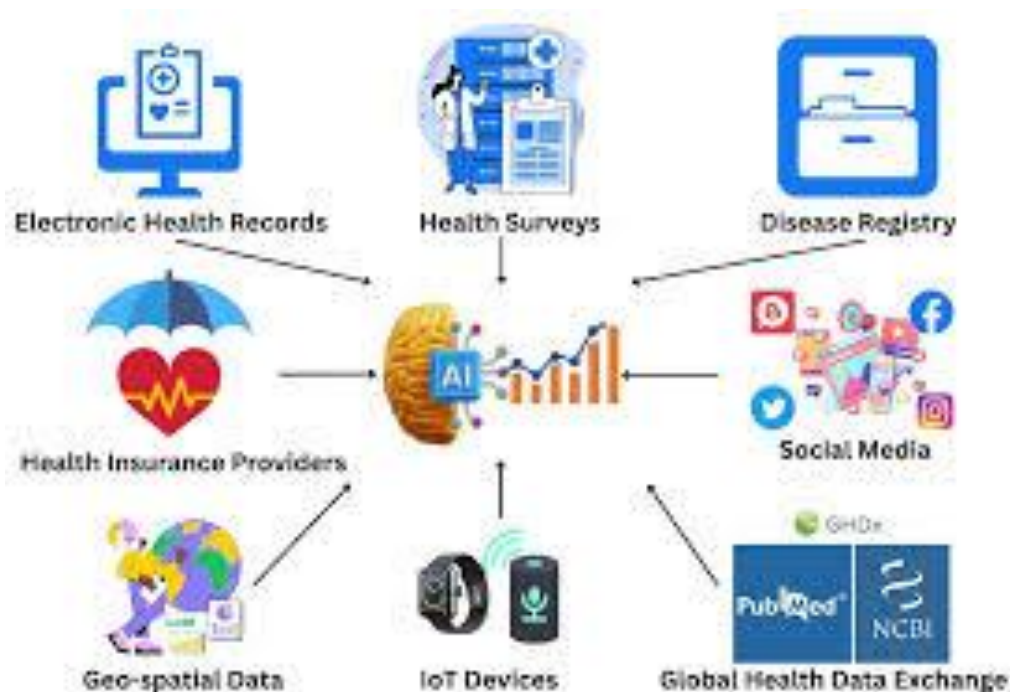 Electronic Health Records
Health Surveys
Disease Registry
AI
Health Insurance Providers
Social Media
GHDx
PubMed
NCBI
Geo-spatial Data
IoT Devices
Global Health Data Exchange